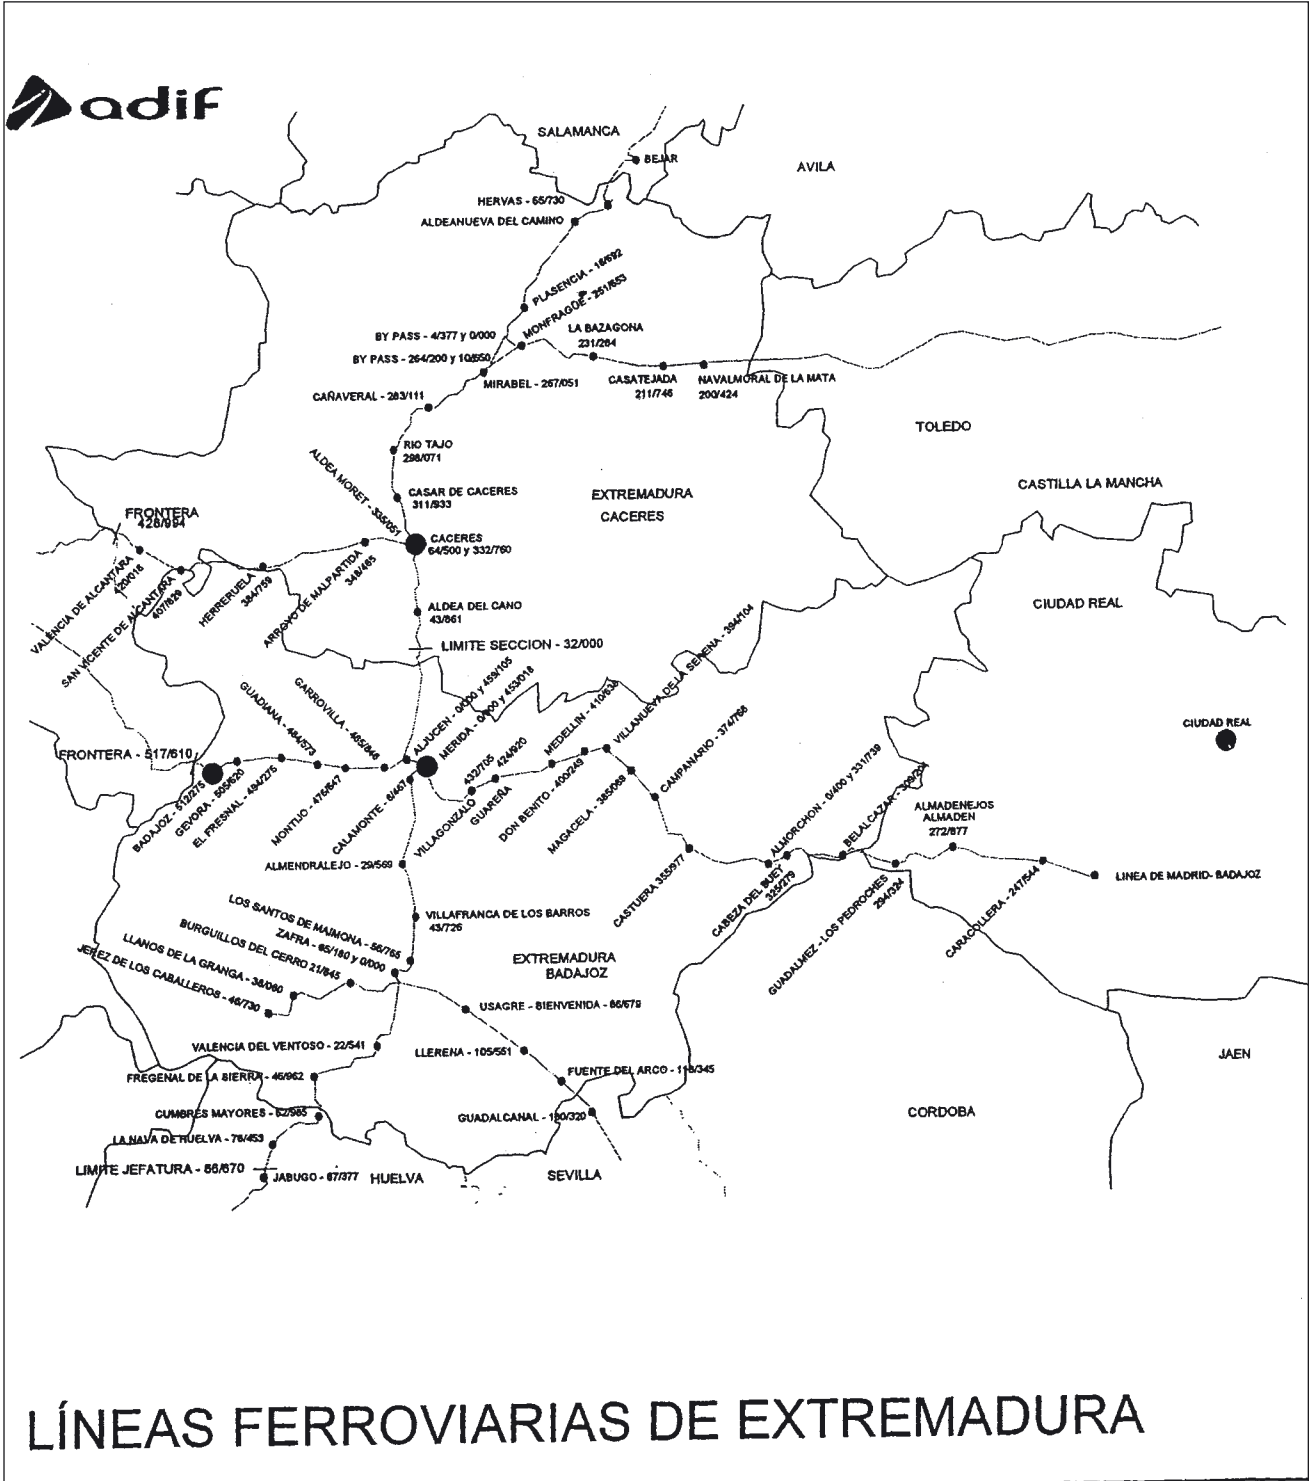 adif
SALAMANCA
BEJAR
AVILA
HERVAS - 65/730
ALDEANUEVA DEL CAMINO
PLASENCIA - 16/692
MONFRAGÜE - 251/653
BY PASS - 4/377 y 0/000
LA BAZAGONA
231/264
BY PASS - 264/200 y 10/650
MIRABEL - 267/051
CASATEJADA
211/746
NAVALMORAL DE LA MATA
200/424
CAÑAVERAL - 283/111
TOLEDO
RIO TAJO
298/071
ALDEA MORET - 335/051
CASAR DE CACERES
311/933
EXTREMADURA
CACERES
CASTILLA LA MANCHA
FRONTERA
428/994
CACERES
64/500 y 332/760
VALENCIA DE ALCANTARA
420/018
SAN VICENTE DE ALCANTARA
407/829
HERRERUELA
384/759
ARROYO DE MALPARTIDA
348/465
ALDEA DEL CANO
43/861
CIUDAD REAL
LIMITE SECCION - 32/000
GUADIANA - 484/573
GARROVILLA - 465/846
ALJUCEN - 0/000 y 459/105
MERIDA - 0/000 y 453/018
MEDELLIN - 410/638
VILLANUEVA DE LA SERENA - 394/104
CAMPANARIO - 374/768
CIUDAD REAL
FRONTERA - 517/610
BADAJOZ - 512/275
GEVORA - 505/620
EL FRESNAL - 494/275
MONTIJO - 476/647
CALAMONTE - 6/467
VILLAGONZALO
432/705
GUAREÑA
424/920
DON BENITO - 400/249
MAGACELA - 385/069
ALMORCHON - 0/400 y 331/739
BELALCAZAR - 309/204
ALMADENEJOS
ALMADEN
272/877
ALMENDRALEJO - 29/569
CASTUERA 355/977
CABEZA DEL BUEY
325/279
GUADALMEZ - LOS PEDROCHES
294/324
CARACOLLERA - 247/544
LINEA DE MADRID- BADAJOZ
VILLAFRANCA DE LOS BARROS
43/726
LOS SANTOS DE MAIMONA - 56/765
ZAFRA - 65/180 y 0/000
BURGUILLOS DEL CERRO 21/845
LLANOS DE LA GRANGA - 38/060
JEREZ DE LOS CABALLEROS - 46/730
EXTREMADURA
BADAJOZ
USAGRE - BIENVENIDA - 86/679
VALENCIA DEL VENTOSO - 22/541
LLERENA - 105/551
JAEN
FREGENAL DE LA SIERRA - 46/962
FUENTE DEL ARCO - 118/345
CUMBRES MAYORES - 62/985
GUADALCANAL - 130/320
CORDOBA
LA NAVA DE HUELVA - 78/453
LIMITE JEFATURA - 86/670
JABUGO - 87/377
HUELVA
SEVILLA
LÍNEAS FERROVIARIAS DE EXTREMADURA